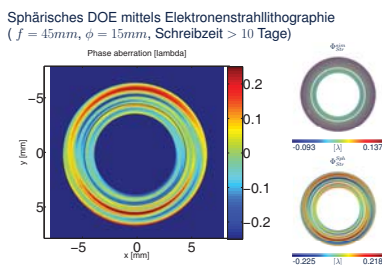 Sphärisches DOE mittels Elektronenstrahllithographie
( f = 45mm, ϕ = 15mm, Schreibzeit > 10 Tage)
Phase aberration [lambda]
y [mm]
−5
0
5
−5
0
5
x [mm]
0.2
0.1
0
−0.1
−0.2
Φ
-0.093
[λ]
0.137
Φ
-0.225
[λ]
0.218